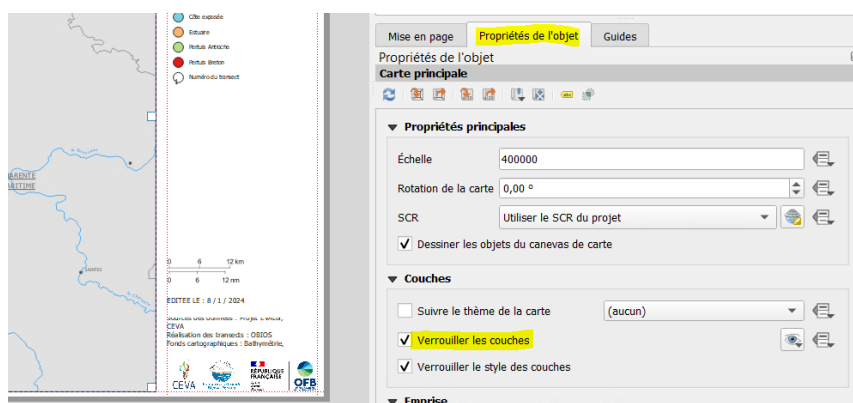 Côte exposée
Estuaire
Pertuis Antioche
Pertuis Breton
Numéro du transect
ARENTE
RITIME
SAINTES
0 6 12 km
0 6 12 nm
EDITEE LE : 8 / 1 / 2024
CEVA
Réalisation des transects : OBIOS
Fonds cartographiques : Bathymétrie,
CEVA
RÉPUBLIQUE
FRANÇAISE
OFB
Mise en page Propriétés de l'objet Guides
Propriétés de l'objet
Carte principale
abc
Propriétés principales
Échelle 400000
Rotation de la carte 0,00 °
SCR Utiliser le SCR du projet
Dessiner les objets du canevas de carte
Couches
Suivre le thème de la carte (aucun)
Verrouiller les couches
Verrouiller le style des couches
Emprise